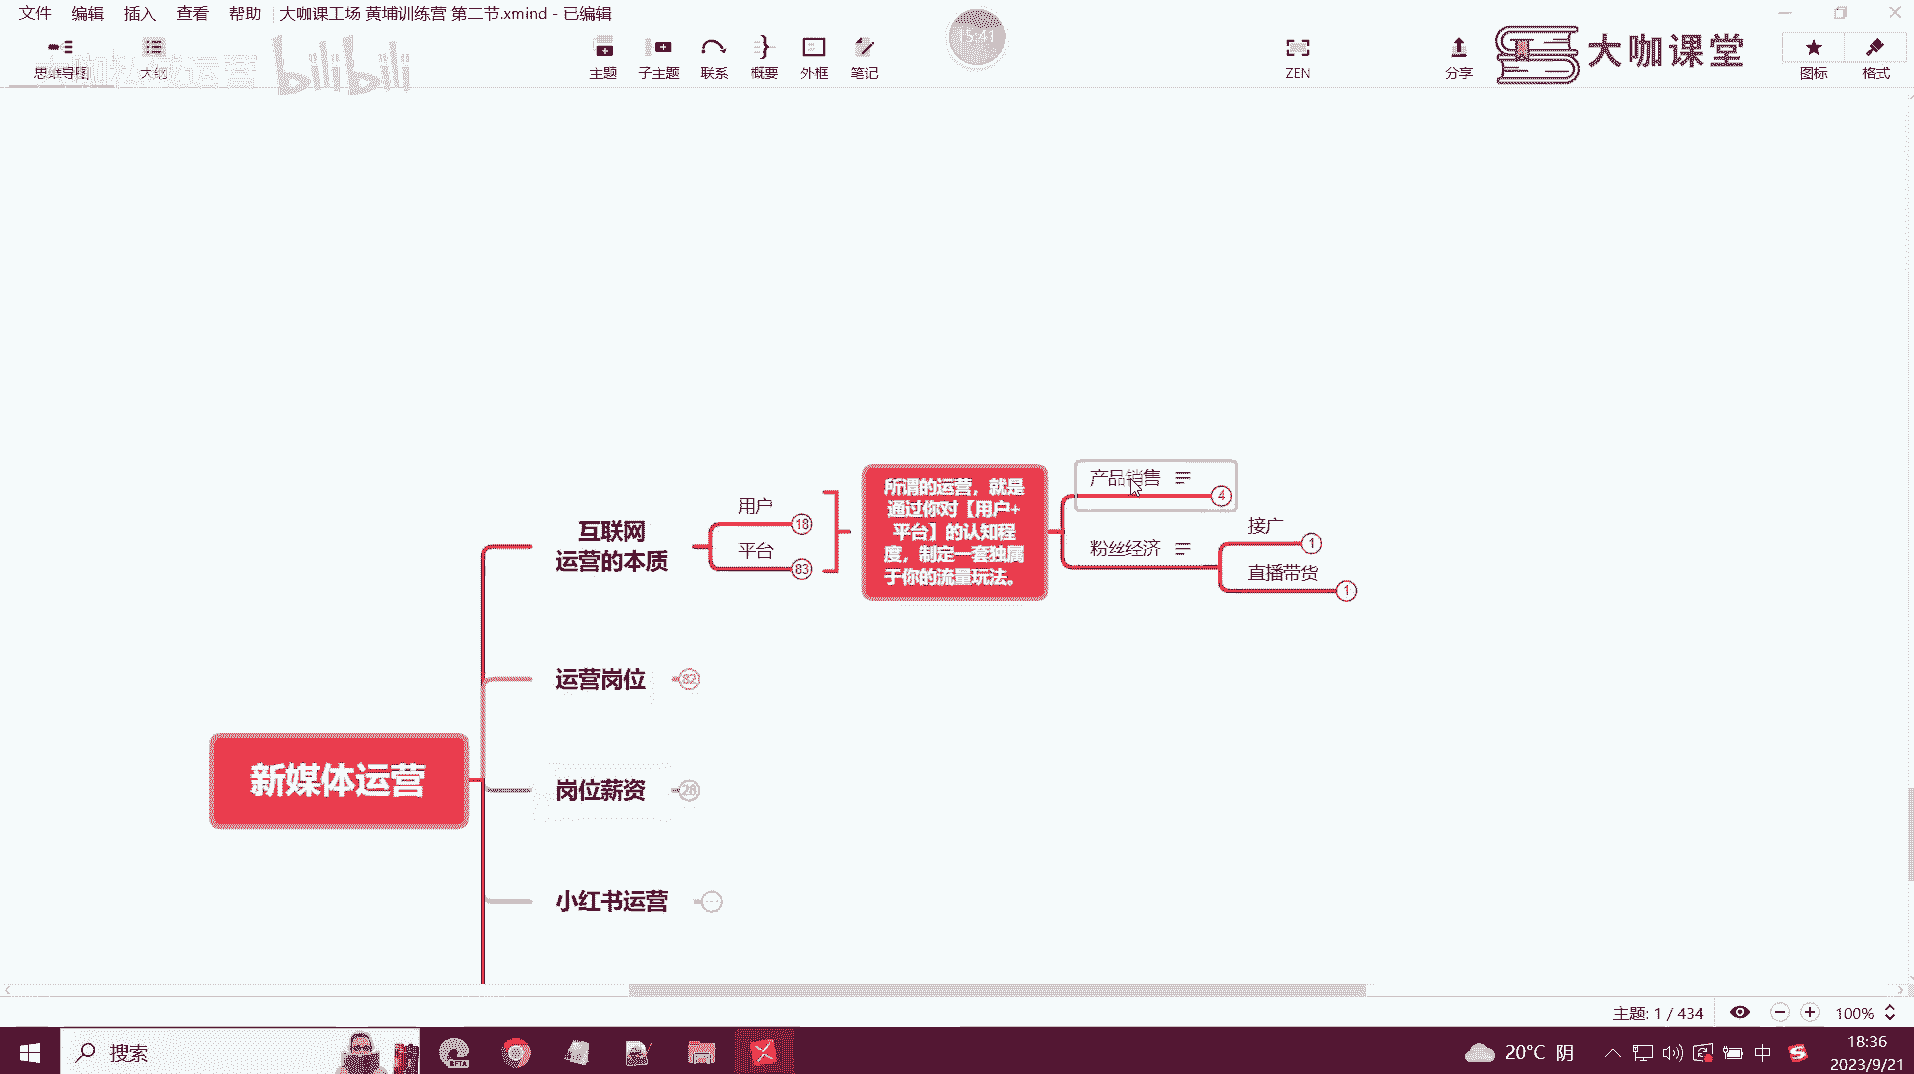 文件 编辑 插入 查看 帮助 大咖课工场 黄埔训练营 第二节.xmind - 已编辑
15:41
思维导图 大纲 主题 子主题 联系 概要 外框 笔记 ZEN 分享 大咖课堂 图标 格式
bilibili
产品销售
4
所谓的运营，就是
通过你对【用户+
平台】的认知程
度，制定一套独属
于你的流量玩法。
用户
18
平台
83
粉丝经济
接广
1
直播带货
1
互联网
运营的本质
运营岗位
82
新媒体运营
岗位薪资
28
小红书运营
主题: 1 / 434
100%
搜索
BETA
20°C 阴
中
18:36
2023/9/21